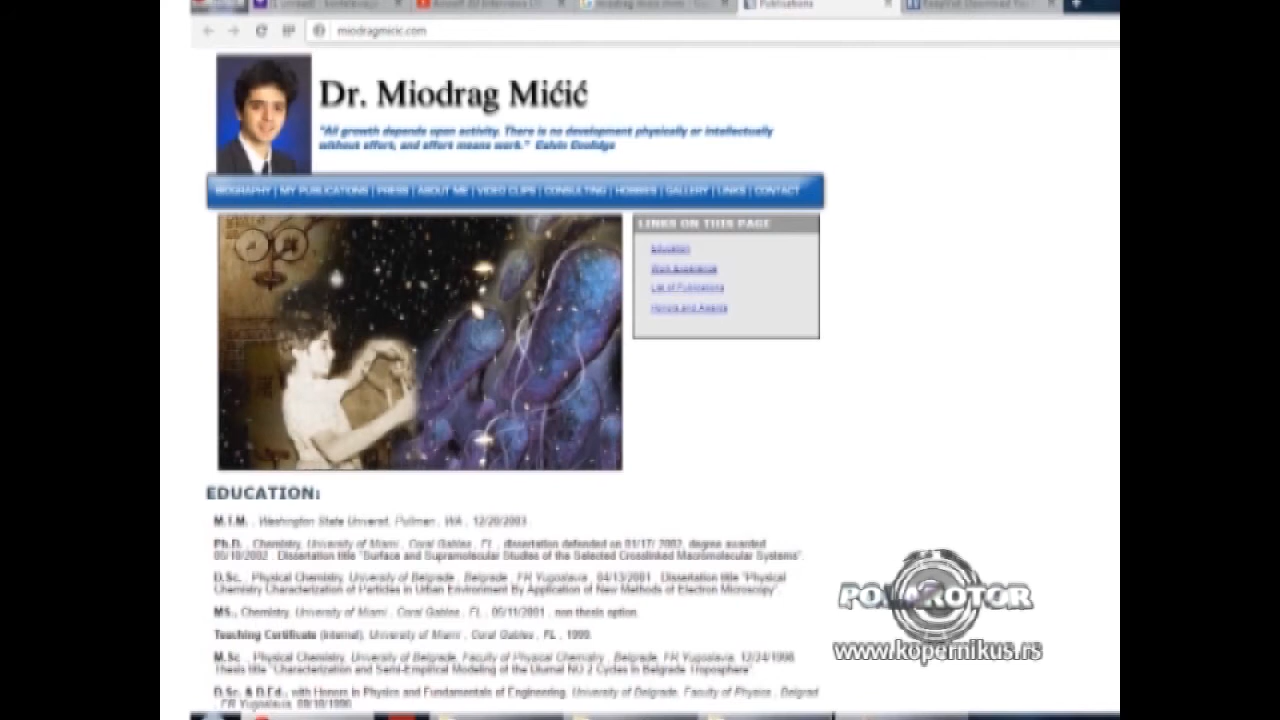 Publications
miodragmicic.com
Dr. Miodrag Mićić
"All growth depends upon activity. There is no development physically or intellectually
without effort, and effort means work." Calvin Coolidge
BIOGRAPHY | MY PUBLICATIONS | PRESS | ABOUT ME | VIDEO CLIPS | CONSULTING | HOBBIES | GALLERY | LINKS | CONTACT
LINKS ON THIS PAGE
Education
Work Experience
List of Publications
Honors and Awards
EDUCATION:
M.T.M. , Washington State Universit, Pullman , WA , 12/20/2003
Ph.D. , Chemistry, University of Miami , Coral Gables , FL , dissertation defended on 01/17/ 2002, degree awarded
05/10/2002 . Dissertation title "Surface and Supramolecular Studies of the Selected Crosslinked Macromolecular Systems".
D.Sc. , Physical Chemistry, University of Belgrade , Belgrade , FR Yugoslavia , 04/13/2001 . Dissertation title "Physical
Chemistry Characterization of Particles in Urban Environment By Application of New Methods of Electron Microscopy"
MS., Chemistry, University of Miami , Coral Gables , FL , 05/11/2001 , non thesis option.
Teaching Certificate (internal), University of Miami , Coral Gables , FL , 1999.
M.Sc. , Physical Chemistry, University of Belgrade, Faculty of Physical Chemistry , Belgrade, FR Yugoslavia, 12/24/1998
Thesis title "Characterization and Semi-Empirical Modeling of the Diurnal NO 2 Cycles in Belgrade Troposphere"
B.Sc. & B.Ed., with Honors in Physics and Fundamentals of Engineering, University of Belgrade, Faculty of Physics , Belgrad
, FR Yugoslavia,
POLAROTOR
www.kopernikus.rs